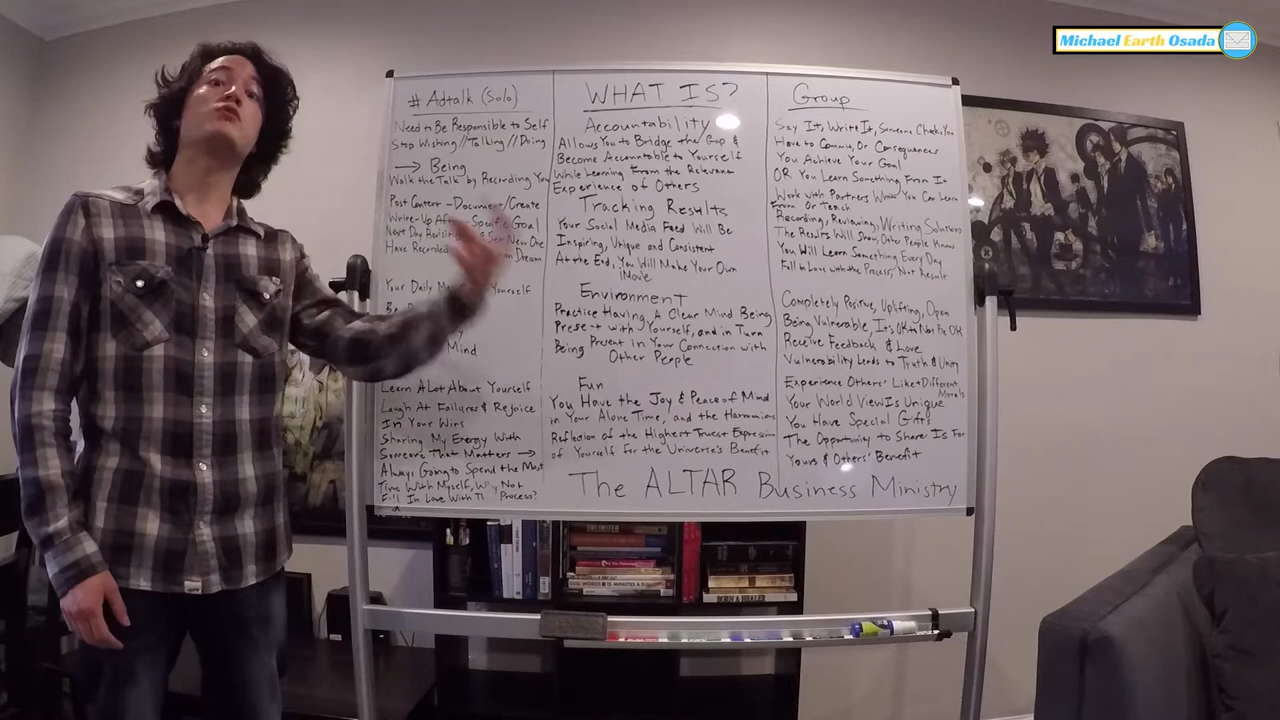 Michael Earth Osada
# Adtalk (Solo)
Need to Be Responsible to Self
Stop Wishing//Talking//Doing
→ Being
Walk the Talk by Recording You
Post Content - Document/Create
Write-Up After Specific Goal
Next Day & Set New One
Have Recorded Dream
Your Daily yourself
Mind
Learn A Lot About Yourself
Laugh At Failures & Rejoice
In Your Wins
Sharing My Energy With
Someone That Matters →
Always Going to Spend the Most
Time With Myself, Why Not
Fall In Love With Process?
WHAT IS?
Accountability
Allows You to Bridge the Gap &
Become Accountable to Yourself
While Learning From the Relevant
Experience of Others
Tracking Results
Your Social Media Feed Will Be
Inspiring, Unique and Consistent
At the End, You Will Make Your Own
iMovie
Environment
Practice Having A Clear Mind Being
Present with Yourself, and in Turn
Being Present in Your Connection with
Other People
Fun
You Have the Joy & Peace of Mind
in Your Alone Time, and the Harmonious
Reflection of the Highest Truest Expression
of Yourself for the Universe's Benefit
Group
Say It, Write It, Someone Checks You
Have to Commit, Or Consequences
You Achieve Your Goal
OR You Learn Something From It
Work with Partners Whom You Can Learn
From Or Teach
Recording, Reviewing, Writing Solutions
The Results Will Show, Other People Know
You Will Learn Something Every Day
Fall in Love with the Process, Not Result
Completely Positive, Uplifting, Open
Being Vulnerable, It's OK to Not Be OK
Receive Feedback & Love
Vulnerability Leads to Truth & Unity
Experience Others' Like & Different
Morals
Your World View Is Unique
You Have Special Gifts
The Opportunity to Share Is For
Yours & Others' Benefit
The ALTAR Business Ministry
UNLIMITED
BORN A HEALER